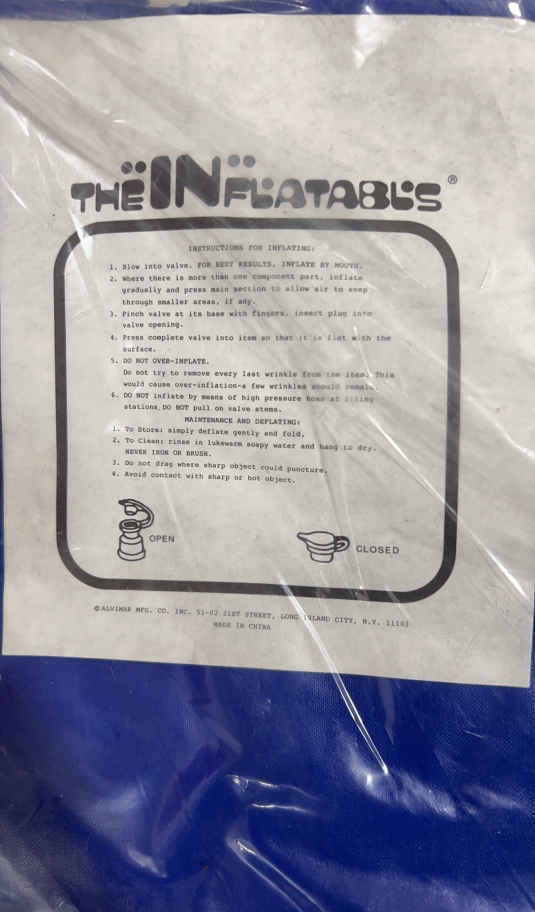 THE INFLATABLES®
INSTRUCTIONS FOR INFLATING:
1. Blow into valve. FOR BEST RESULTS, INFLATE BY MOUTH.
2. Where there is more than one component part, inflate
gradually and press main section to allow air to seep
through smaller areas, if any.
3. Pinch valve at its base with fingers, insert plug into
valve opening.
4. Press complete valve into item so that it is flat with the
surface.
5. DO NOT OVER-INFLATE.
Do not try to remove every last wrinkle from the item. This
would cause over-inflation-a few wrinkles should remain.
6. DO NOT inflate by means of high pressure hose at filling
stations. DO NOT pull on valve stems.
MAINTENANCE AND DEFLATING:
1. To Store: simply deflate gently and fold.
2. To Clean: rinse in lukewarm soapy water and hang to dry.
NEVER IRON OR BRUSH.
3. Do not drag where sharp object could puncture.
4. Avoid contact with sharp or hot object.
OPEN
CLOSED
© ALVIMAR MFG. CO. INC. 51-02 21ST STREET, LONG ISLAND CITY, N.Y. 11101
MADE IN CHINA